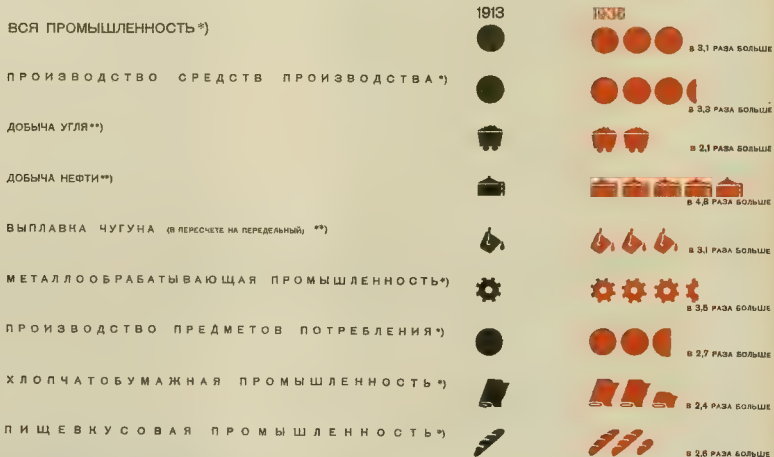 1913 1936
ВСЯ ПРОМЫШЛЕННОСТЬ*)
в 3,1 РАЗА БОЛЬШЕ
ПРОИЗВОДСТВО СРЕДСТВ ПРОИЗВОДСТВА*)
в 3,3 РАЗА БОЛЬШЕ
ДОБЫЧА УГЛЯ**)
в 2,1 РАЗА БОЛЬШЕ
ДОБЫЧА НЕФТИ**)
в 4,8 РАЗА БОЛЬШЕ
ВЫПЛАВКА ЧУГУНА (В ПЕРЕСЧЕТЕ НА ПЕРЕДЕЛЬНЫЙ) **)
в 3,1 РАЗА БОЛЬШЕ
МЕТАЛЛООБРАБАТЫВАЮЩАЯ ПРОМЫШЛЕННОСТЬ*)
в 3,5 РАЗА БОЛЬШЕ
ПРОИЗВОДСТВО ПРЕДМЕТОВ ПОТРЕБЛЕНИЯ*)
в 2,7 РАЗА БОЛЬШЕ
ХЛОПЧАТОБУМАЖНАЯ ПРОМЫШЛЕННОСТЬ*)
в 2,4 РАЗА БОЛЬШЕ
ПИЩЕВКУСОВАЯ ПРОМЫШЛЕННОСТЬ*)
в 2,6 РАЗА БОЛЬШЕ